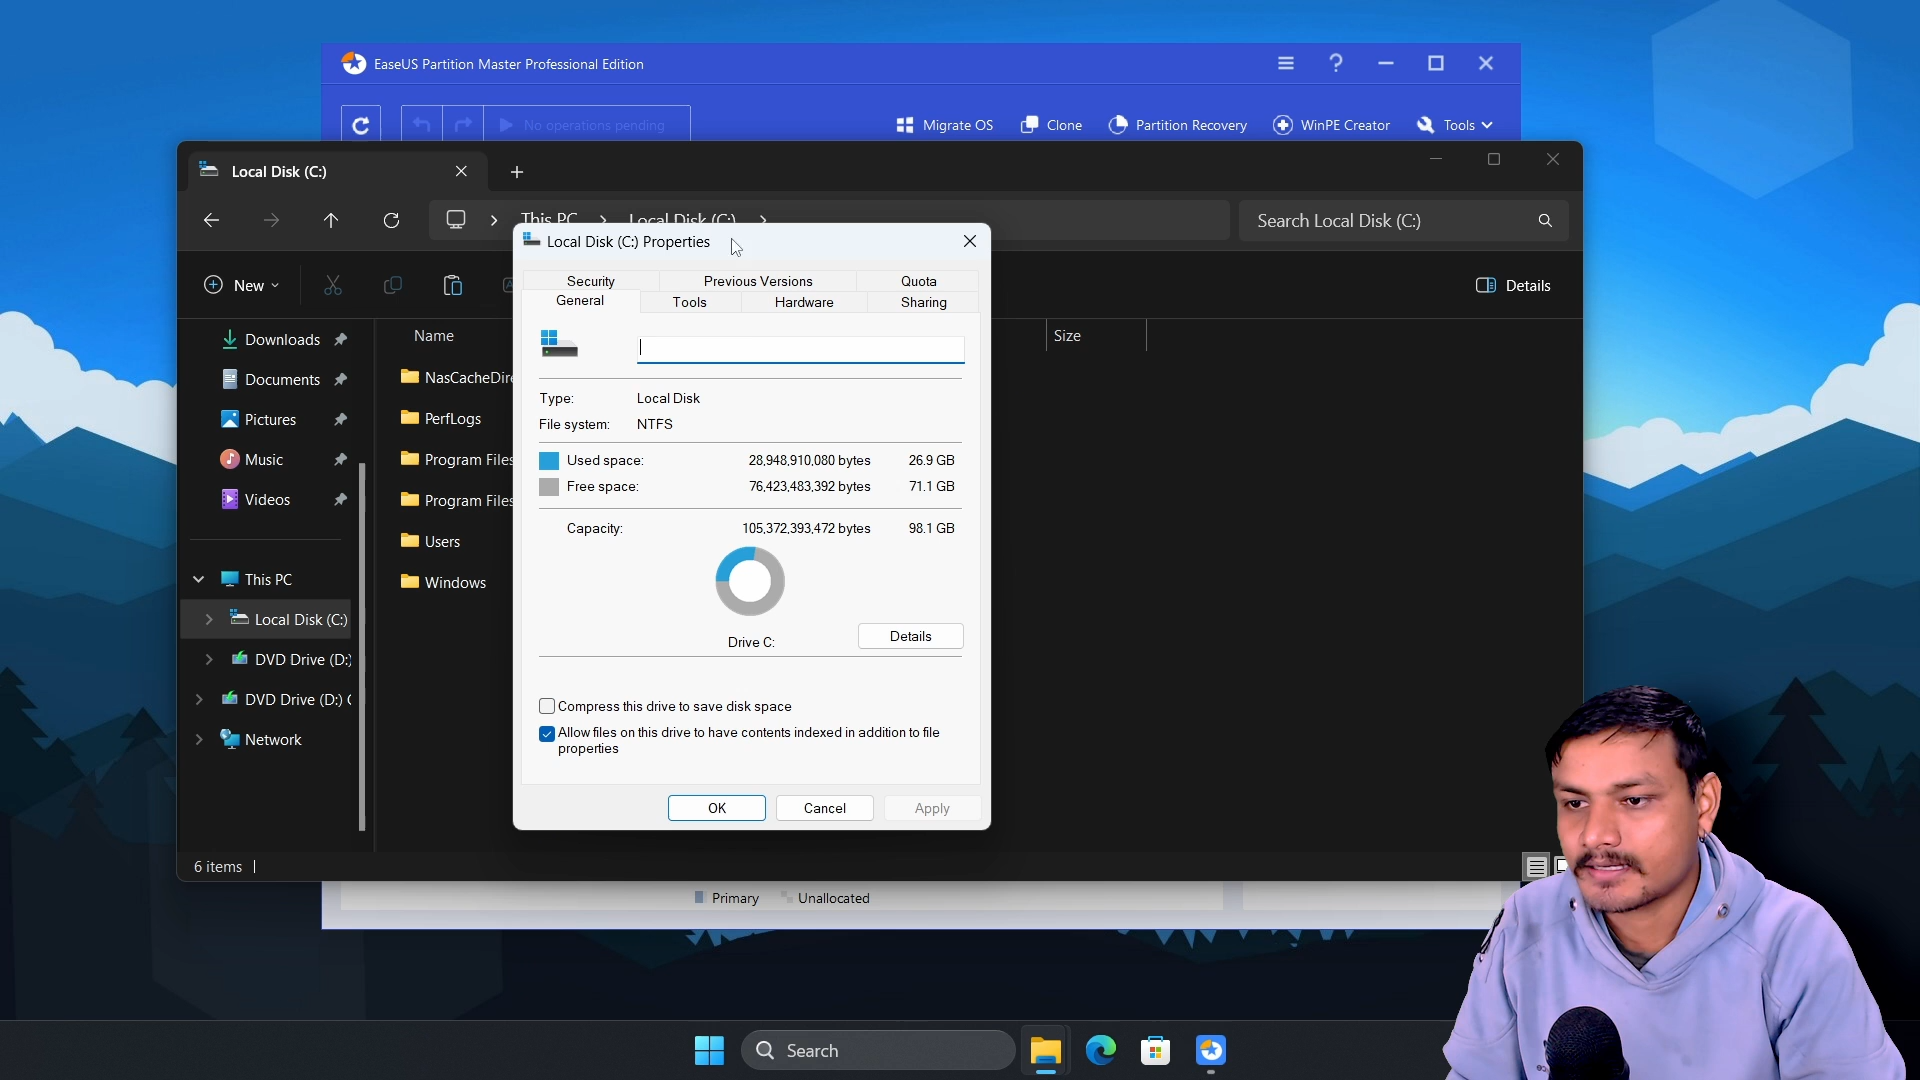 EaseUS Partition Master Professional Edition
No operations pending
Migrate OS
Clone
Partition Recovery
WinPE Creator
Tools
Local Disk (C:)
This PC > Local Disk (C:) >
Search Local Disk (C:)
New
Details
Downloads
Documents
Pictures
Music
Videos
This PC
Local Disk (C:)
DVD Drive (D:)
DVD Drive (D:)
Network
Name
Size
NasCacheDire
PerfLogs
Program Files
Program Files
Users
Windows
6 items
Local Disk (C:) Properties
Security
Previous Versions
Quota
General
Tools
Hardware
Sharing
Type: Local Disk
File system: NTFS
Used space: 28,948,910,080 bytes 26.9 GB
Free space: 76,423,483,392 bytes 71.1 GB
Capacity: 105,372,393,472 bytes 98.1 GB
Drive C:
Details
Compress this drive to save disk space
Allow files on this drive to have contents indexed in addition to file
properties
OK
Cancel
Apply
Primary
Unallocated
Search